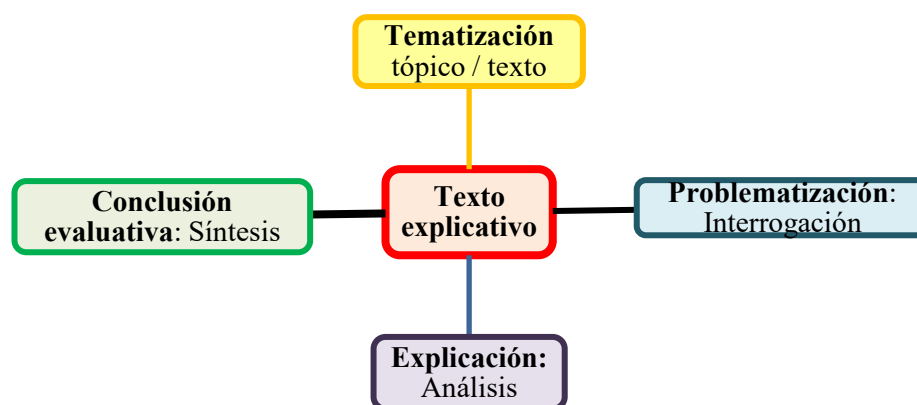 Tematización
tópico / texto
Conclusión
evaluativa: Síntesis
Texto
explicativo
Problematización:
Interrogación
Explicación:
Análisis